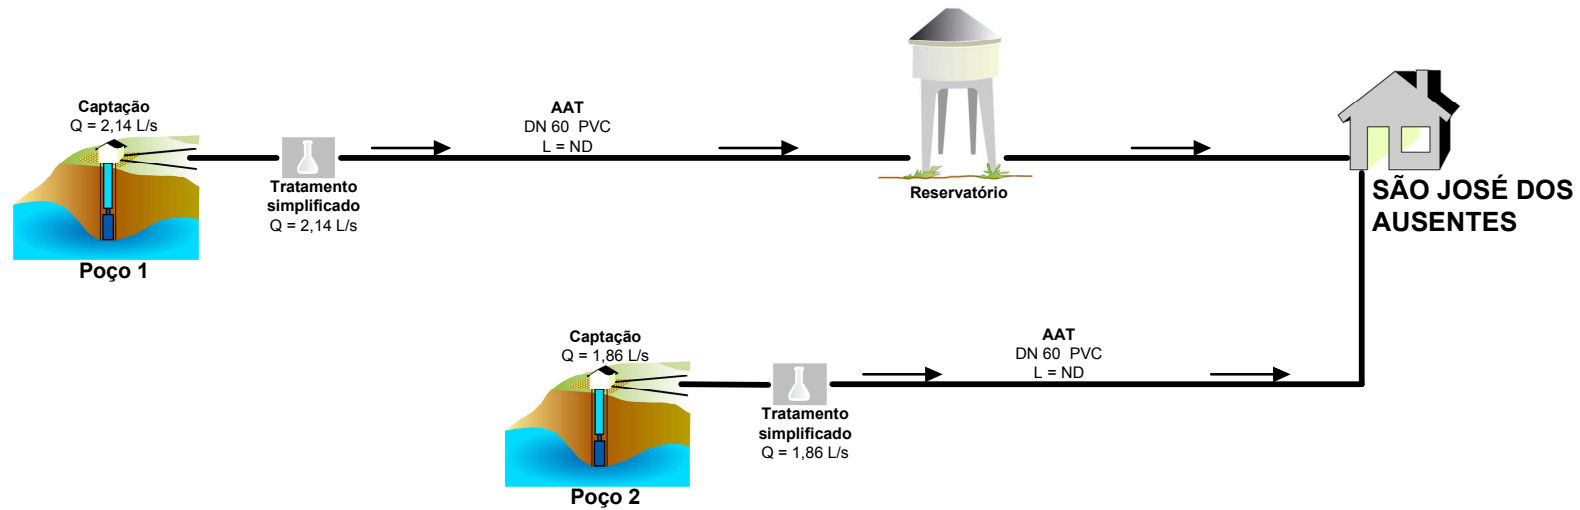 Captação
Q = 2,14 L/s
Poço 1
Tratamento
simplificado
Q = 2,14 L/s
AAT
DN 60 PVC
L = ND
Reservatório
SÃO JOSÉ DOS
AUSENTES
Captação
Q = 1,86 L/s
Poço 2
Tratamento
simplificado
Q = 1,86 L/s
AAT
DN 60 PVC
L = ND